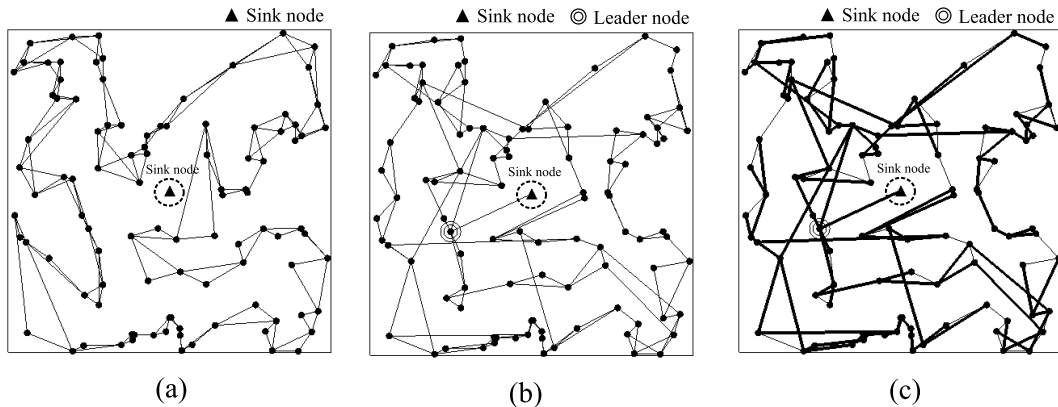 ▲ Sink node
▲ Sink node ◎ Leader node
▲ Sink node ◎ Leader node
Sink node
Sink node
Sink node
(a)
(b)
(c)